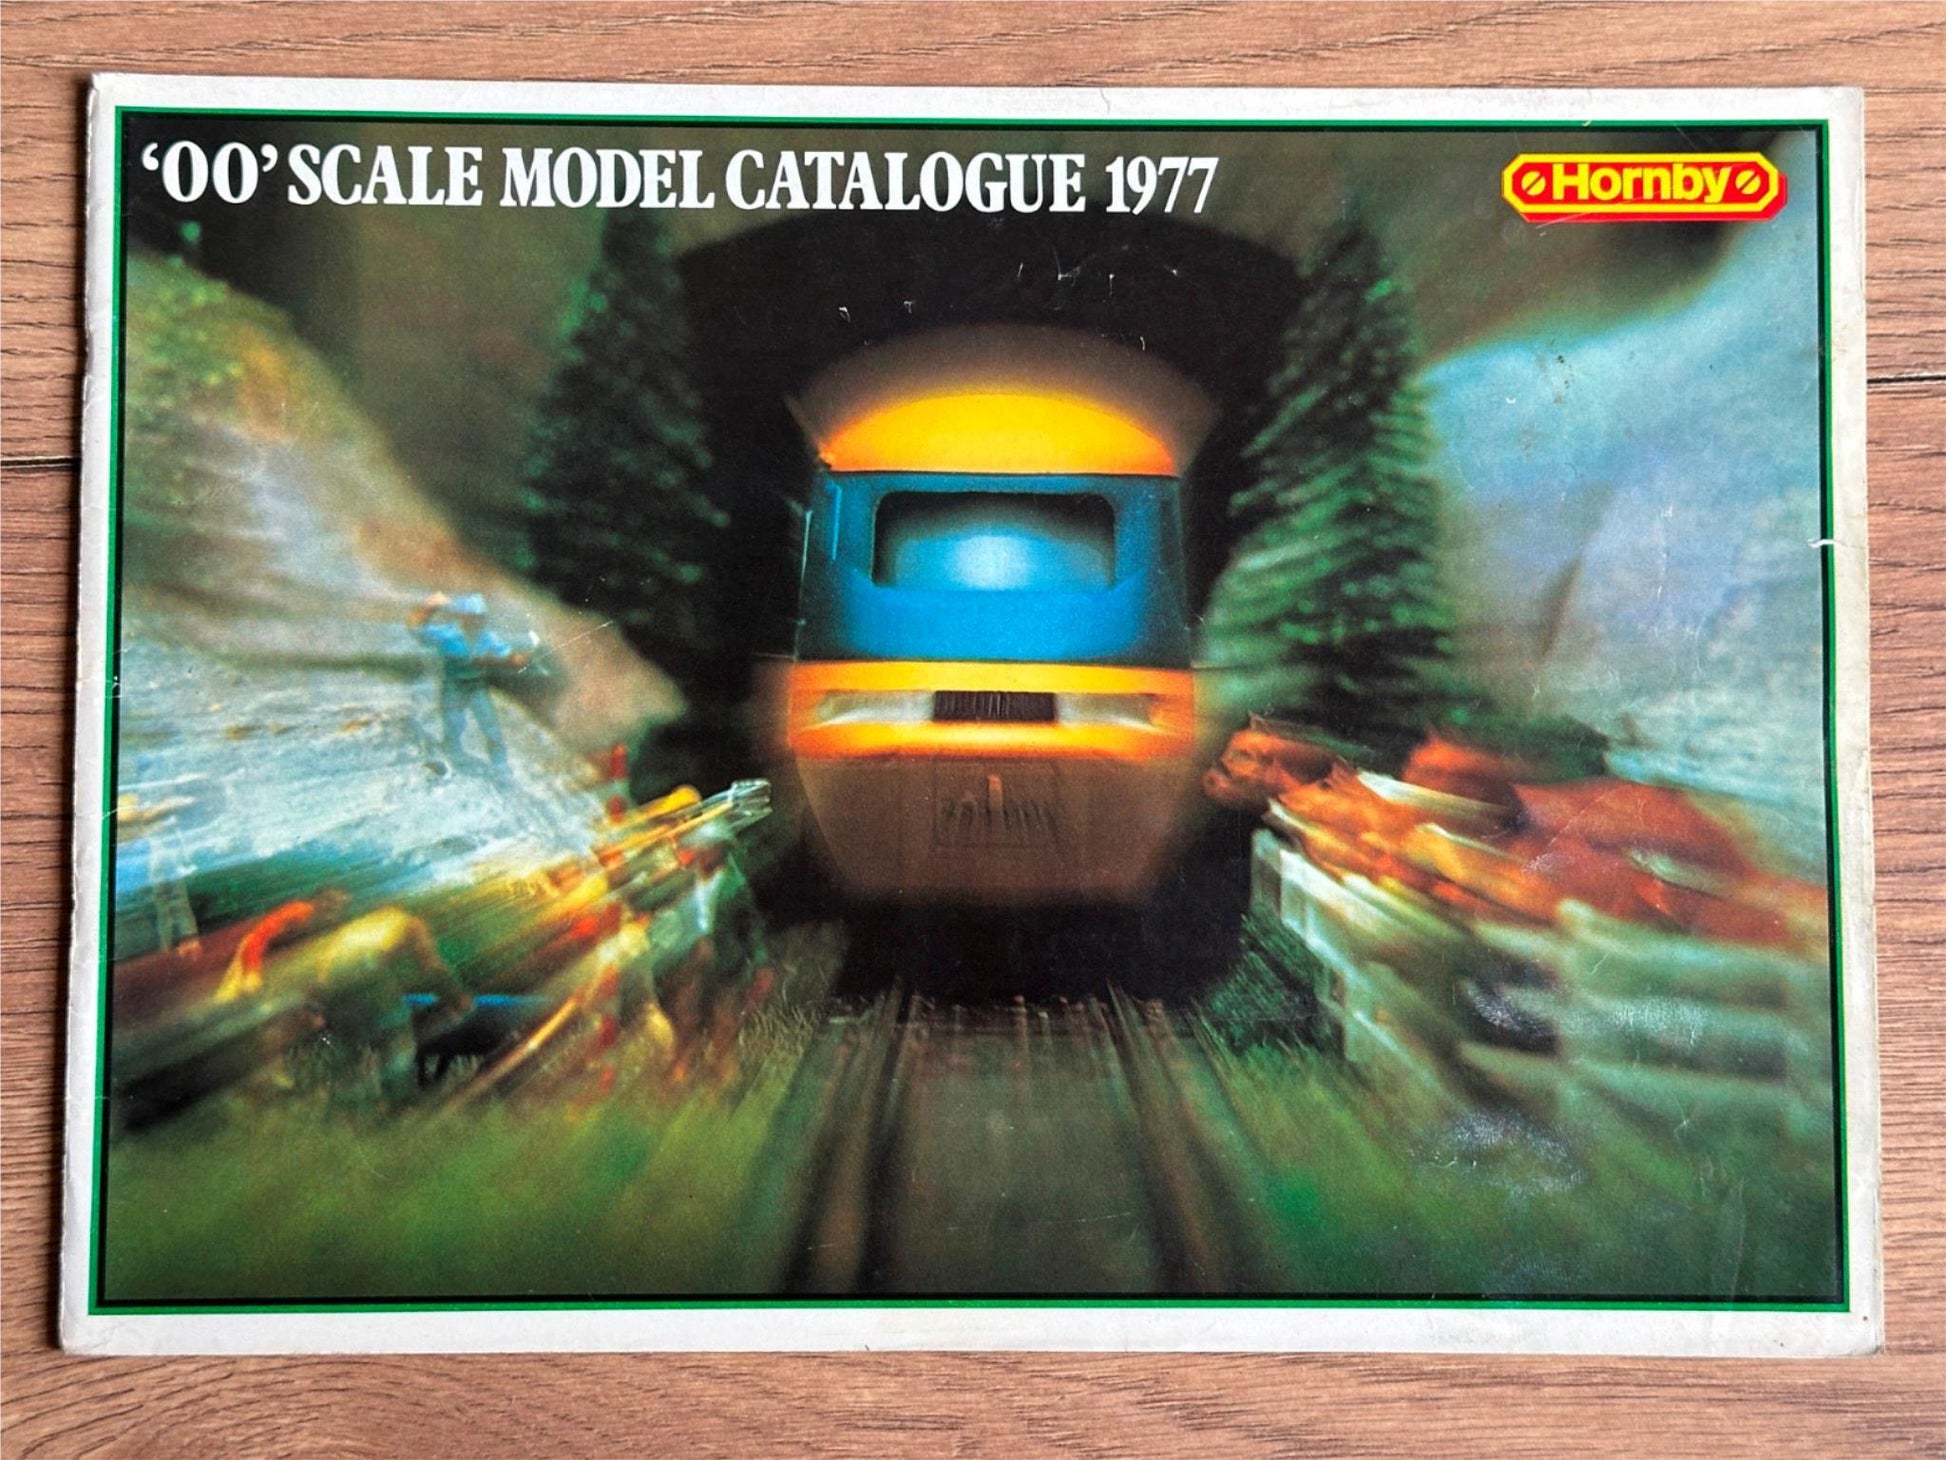 ‘OO’ SCALE MODEL CATALOGUE 1977
Hornby